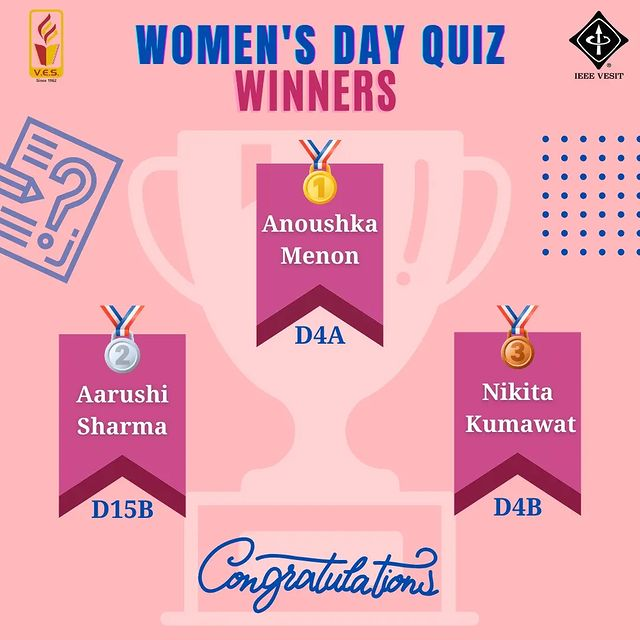 V.E.S.
Since 1962
WOMEN'S DAY QUIZ
WINNERS
IEEE VESIT
®
?
1
Anoushka
Menon
D4A
2
Aarushi
Sharma
D15B
3
Nikita
Kumawat
D4B
Congratulations